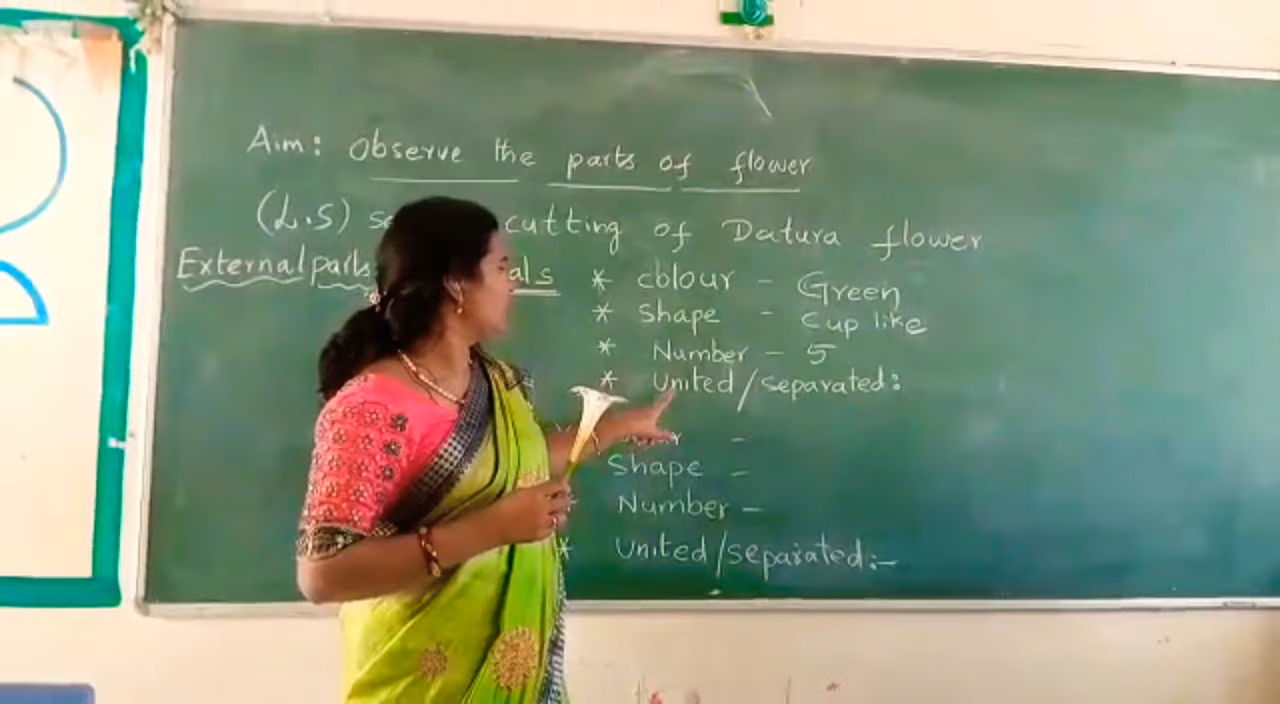 Aim: Observe the parts of flower
(L.S) cutting of Datura flower
External parts * colour - Green
* Shape - Cup like
* Number - 5
* United/separated:
-
Shape -
Number -
* United/separated:-